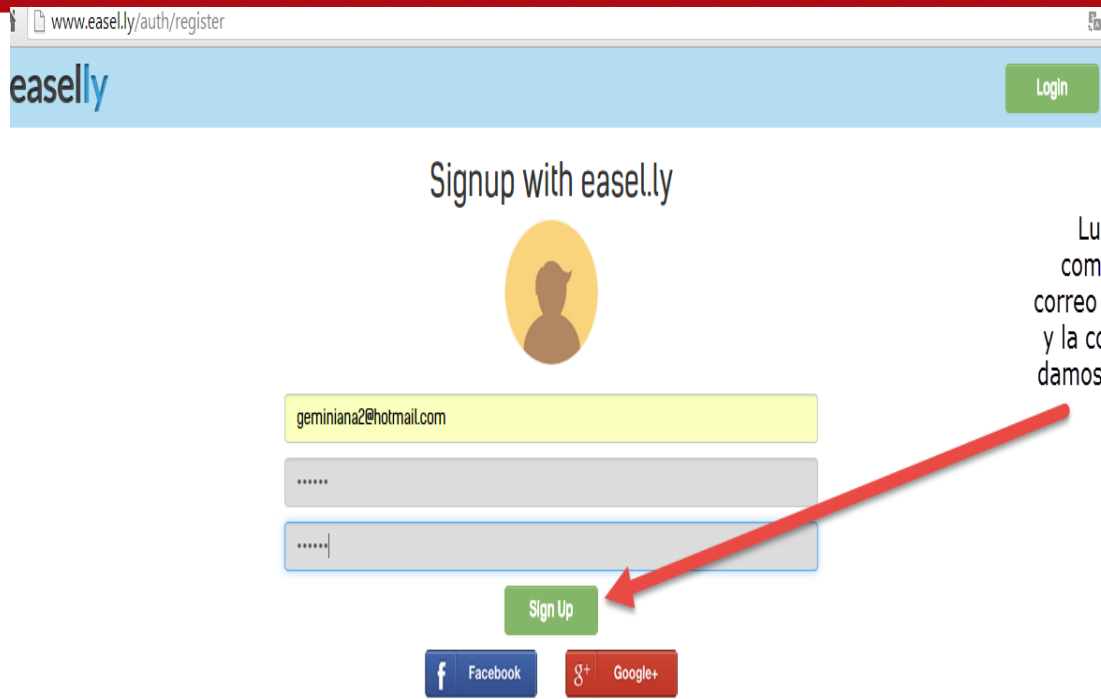 www.easel.ly/auth/register
easelly
Login
Signup with easel.ly
geminiana2@hotmail.com
••••••
••••••
Sign Up
f Facebook
g+ Google+
Lu
com
correo
y la co
damos